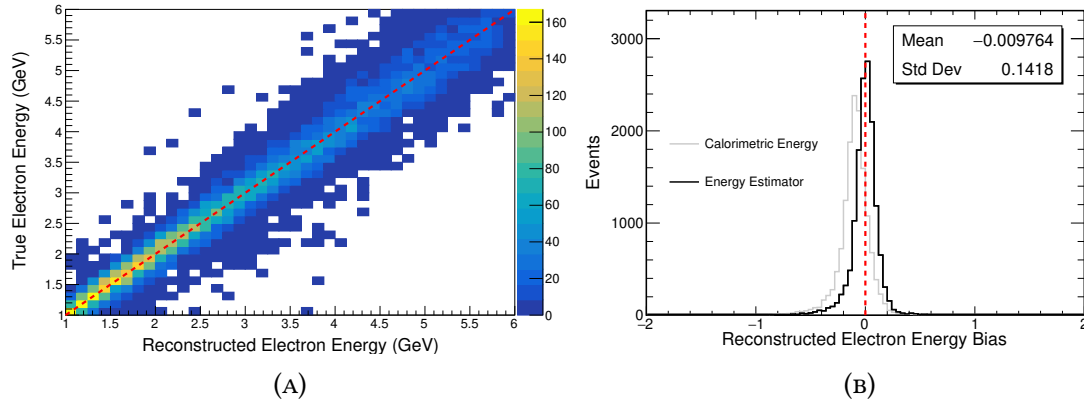 6
5.5
5
4.5
4
3.5
3
2.5
2
1.5
1
True Electron Energy (GeV)
1 1.5 2 2.5 3 3.5 4 4.5 5 5.5 6
Reconstructed Electron Energy (GeV)
160
140
120
100
80
60
40
20
0
(A)
3000
2000
1000
0
Events
Mean −0.009764
Std Dev 0.1418
Calorimetric Energy
Energy Estimator
−2 −1 0 1 2
Reconstructed Electron Energy Bias
(B)